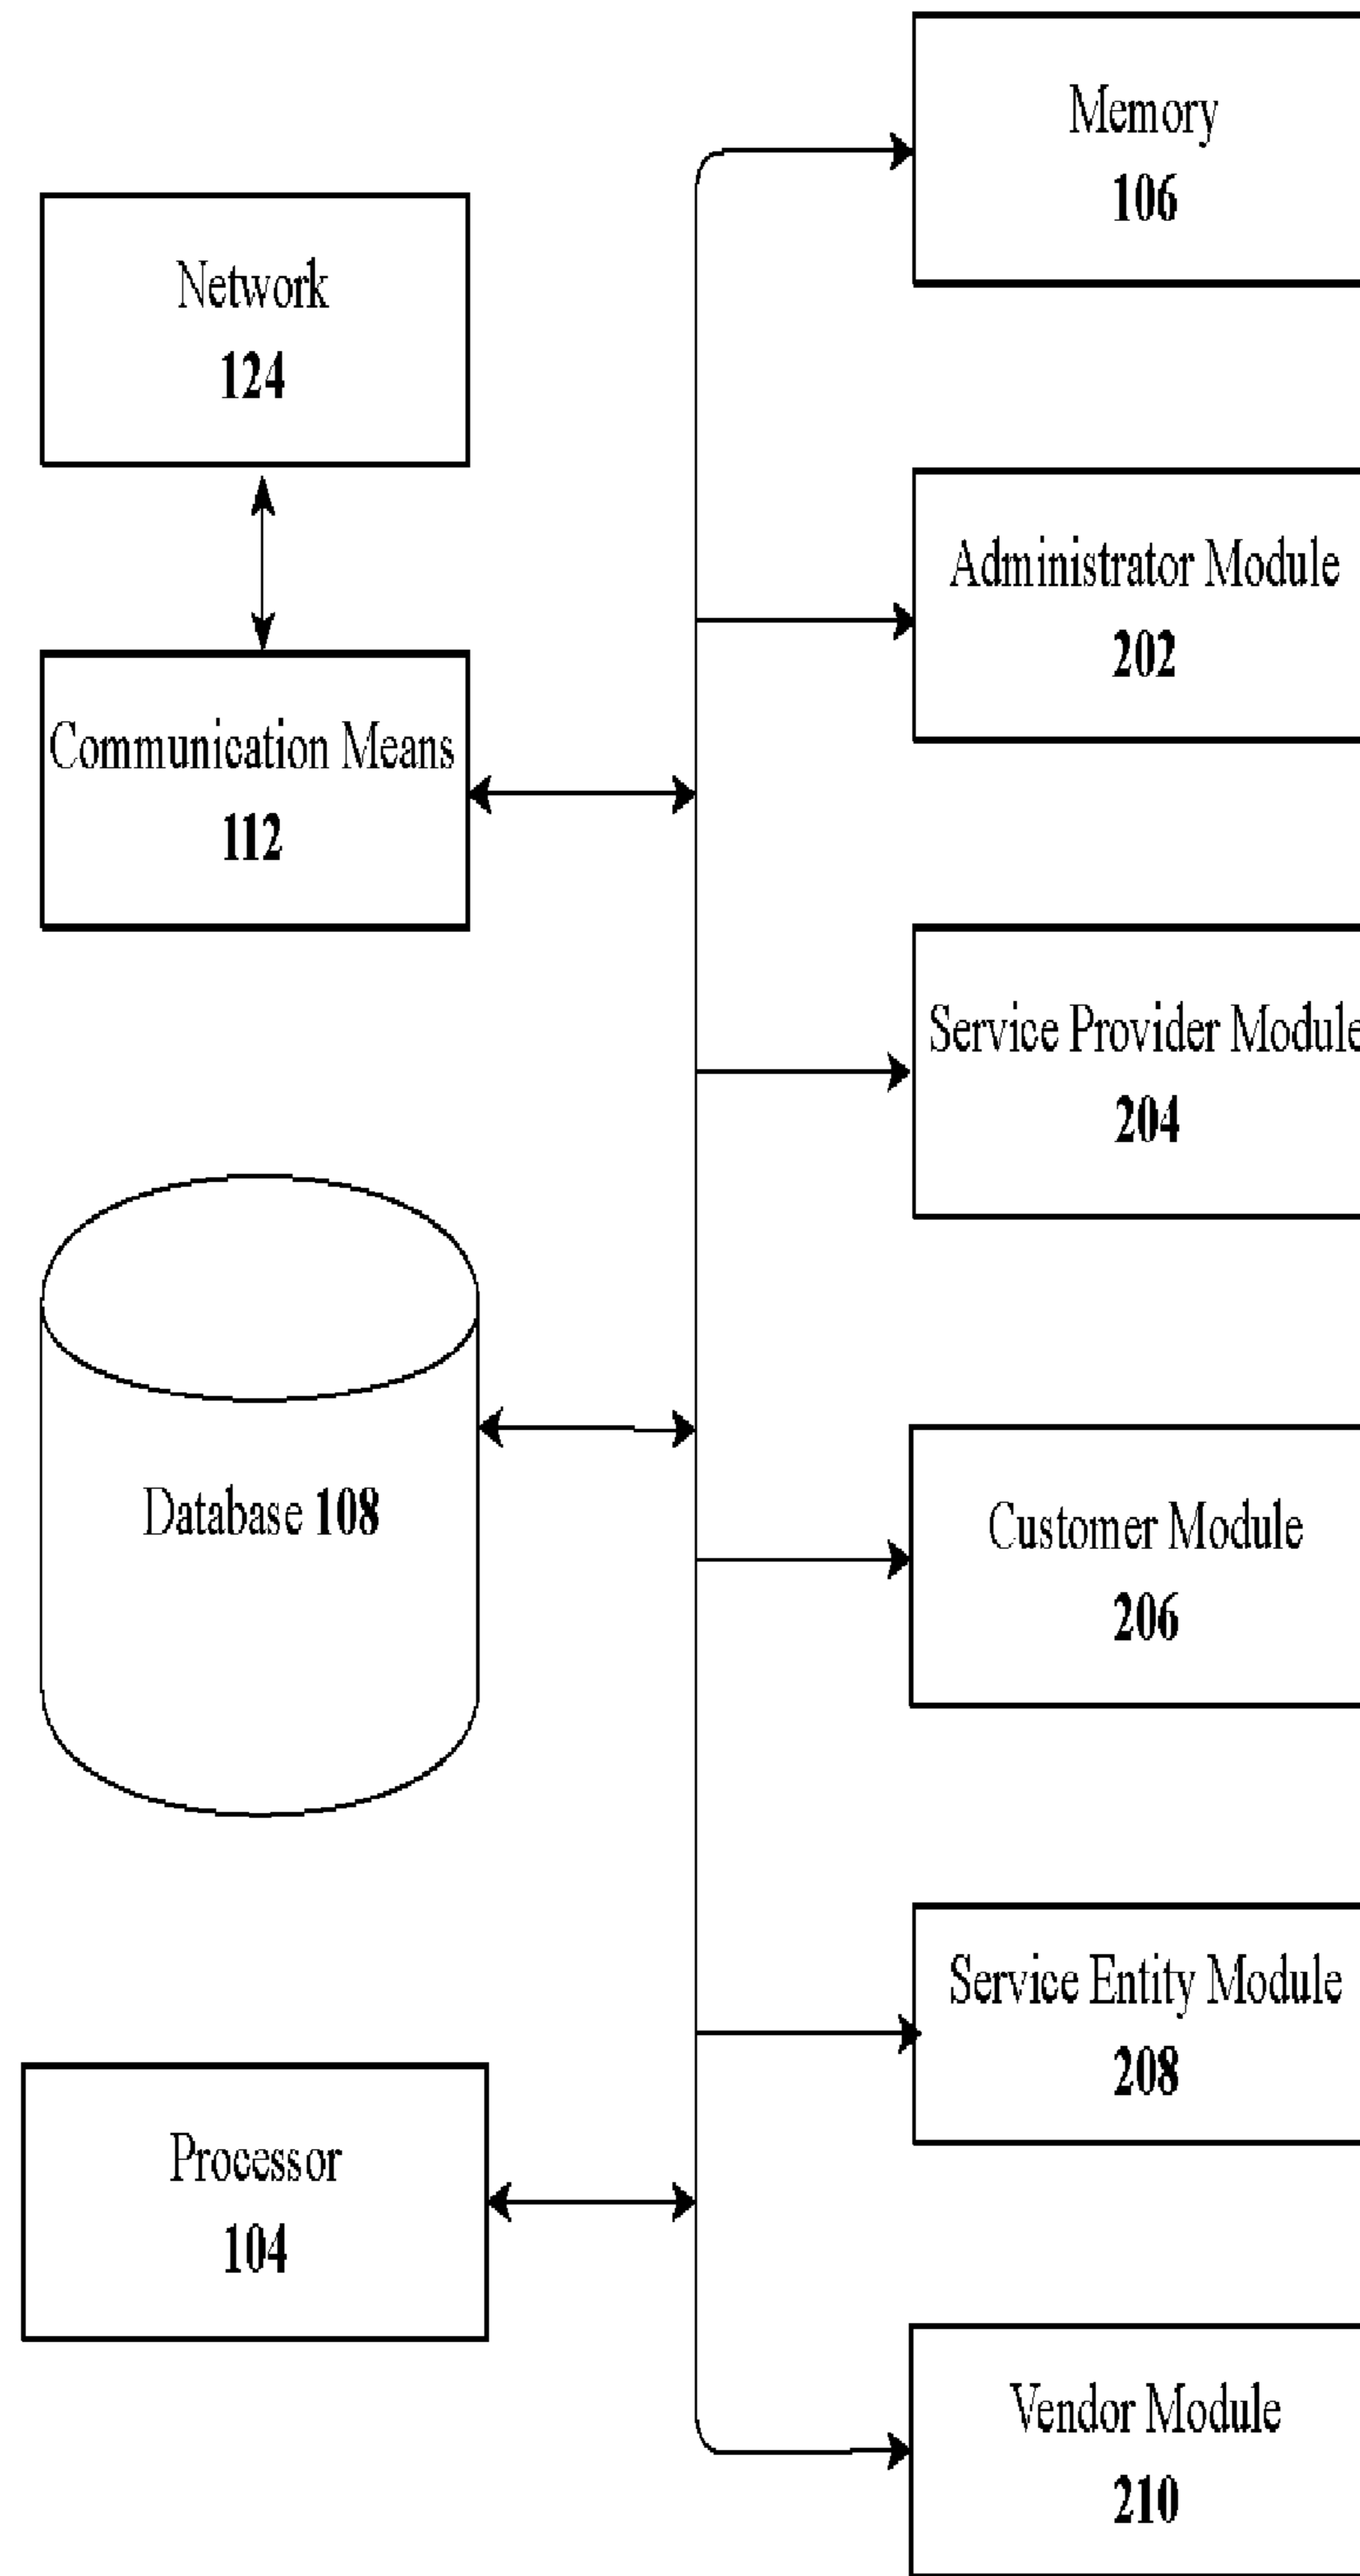 Memory
106
Network
124
Administrator Module
202
Communication Means
112
Service Provider Module
204
Database 108
Customer Module
206
Service Entity Module
208
Processor
104
Vendor Module
210